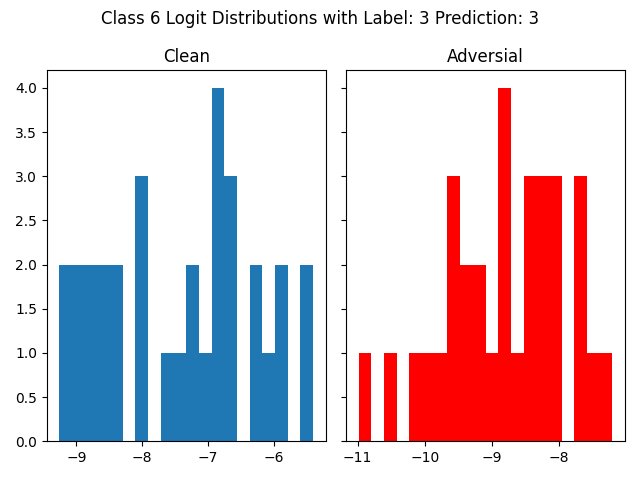 Class 6 Logit Distributions with Label: 3 Prediction: 3
Clean
Adversial
4.0
3.5
3.0
2.5
2.0
1.5
1.0
0.5
0.0
−9 −8 −7 −6
−11 −10 −9 −8